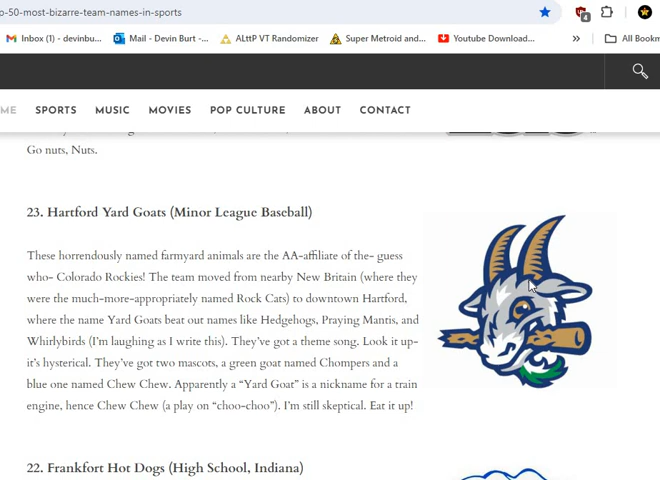 o-50-most-bizarre-team-names-in-sports
4
Inbox (1) - devinbu...
Mail - Devin Burt -...
ALttP VT Randomizer
Super Metroid and...
Youtube Download...
»
All Bookm
ME
SPORTS
MUSIC
MOVIES
POP CULTURE
ABOUT
CONTACT
Go nuts, Nuts.
23. Hartford Yard Goats (Minor League Baseball)
These horrendously named farmyard animals are the AA-affiliate of the- guess
who- Colorado Rockies! The team moved from nearby New Britain (where they
were the much-more-appropriately named Rock Cats) to downtown Hartford,
where the name Yard Goats beat out names like Hedgehogs, Praying Mantis, and
Whirlybirds (I'm laughing as I write this). They've got a theme song. Look it up-
it's hysterical. They've got two mascots, a green goat named Chompers and a
blue one named Chew Chew. Apparently a “Yard Goat” is a nickname for a train
engine, hence Chew Chew (a play on “choo-choo”). I'm still skeptical. Eat it up!
22. Frankfort Hot Dogs (High School, Indiana)